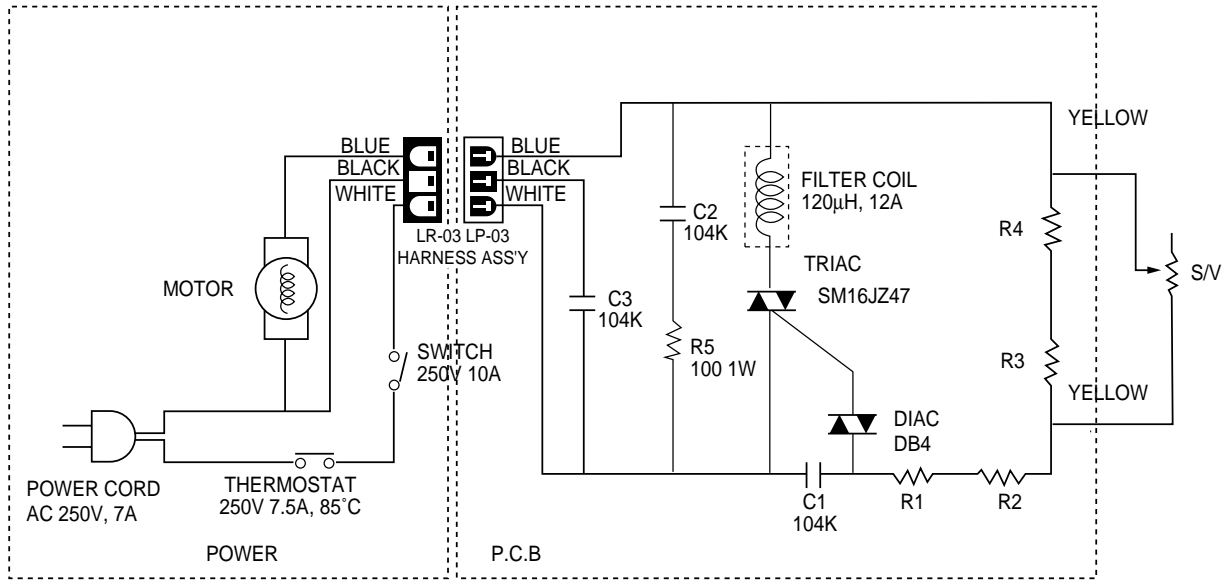 BLUE
BLACK
WHITE
BLUE
BLACK
WHITE
LR-03 LP-03
HARNESS ASS'Y
MOTOR
SWITCH
250V 10A
POWER CORD
AC 250V, 7A
THERMOSTAT
250V 7.5A, 85˚C
POWER
C3
104K
C2
104K
R5
100 1W
FILTER COIL
120µH, 12A
TRIAC
SM16JZ47
DIAC
DB4
C1
104K
R1
R2
R4
R3
YELLOW
YELLOW
S/V
P.C.B